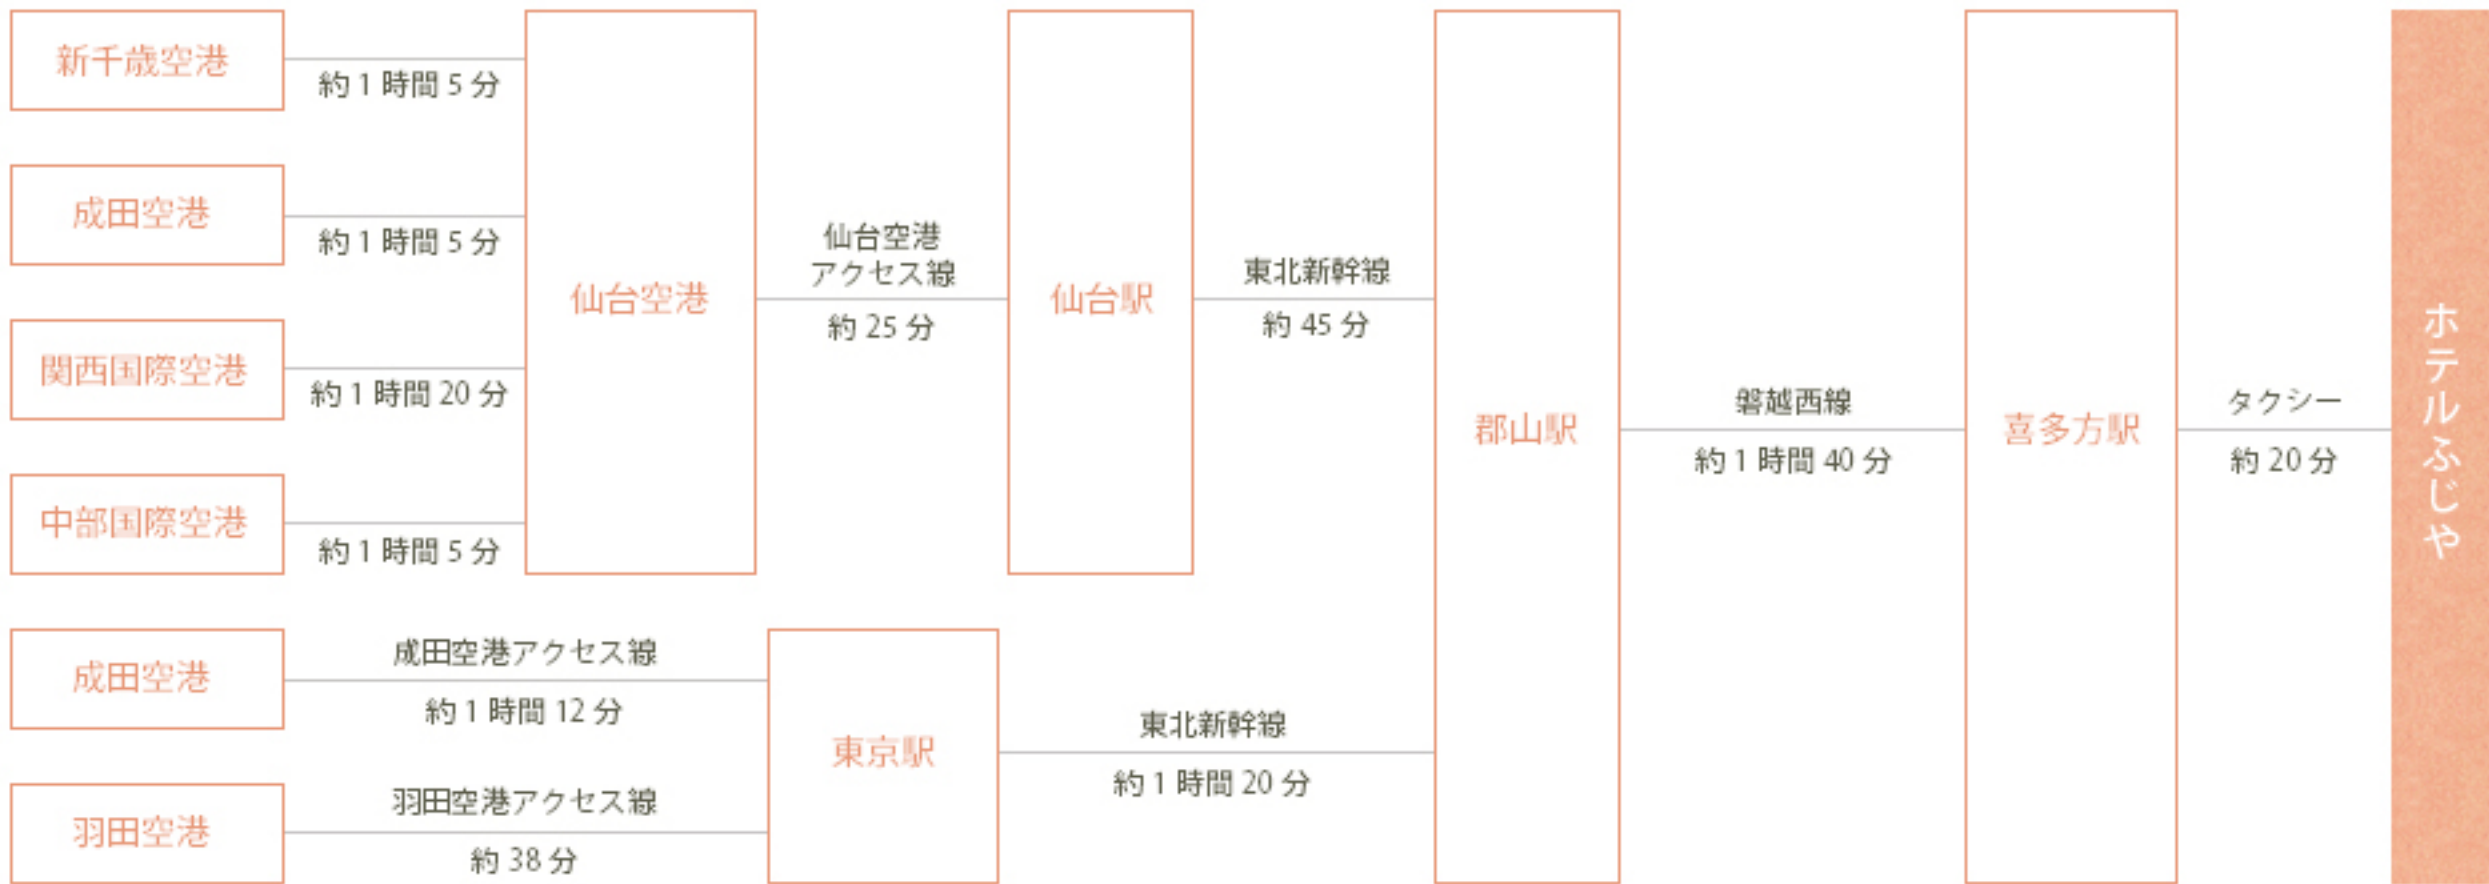 新千歳空港
約 1 時間 5 分
成田空港
約 1 時間 5 分
関西国際空港
約 1 時間 20 分
中部国際空港
約 1 時間 5 分
仙台空港
仙台空港
アクセス線
約 25 分
仙台駅
東北新幹線
約 45 分
成田空港
成田空港アクセス線
約 1 時間 12 分
羽田空港
羽田空港アクセス線
約 38 分
東京駅
東北新幹線
約 1 時間 20 分
郡山駅
磐越西線
約 1 時間 40 分
喜多方駅
タクシー
約 20 分
ホテルふじや